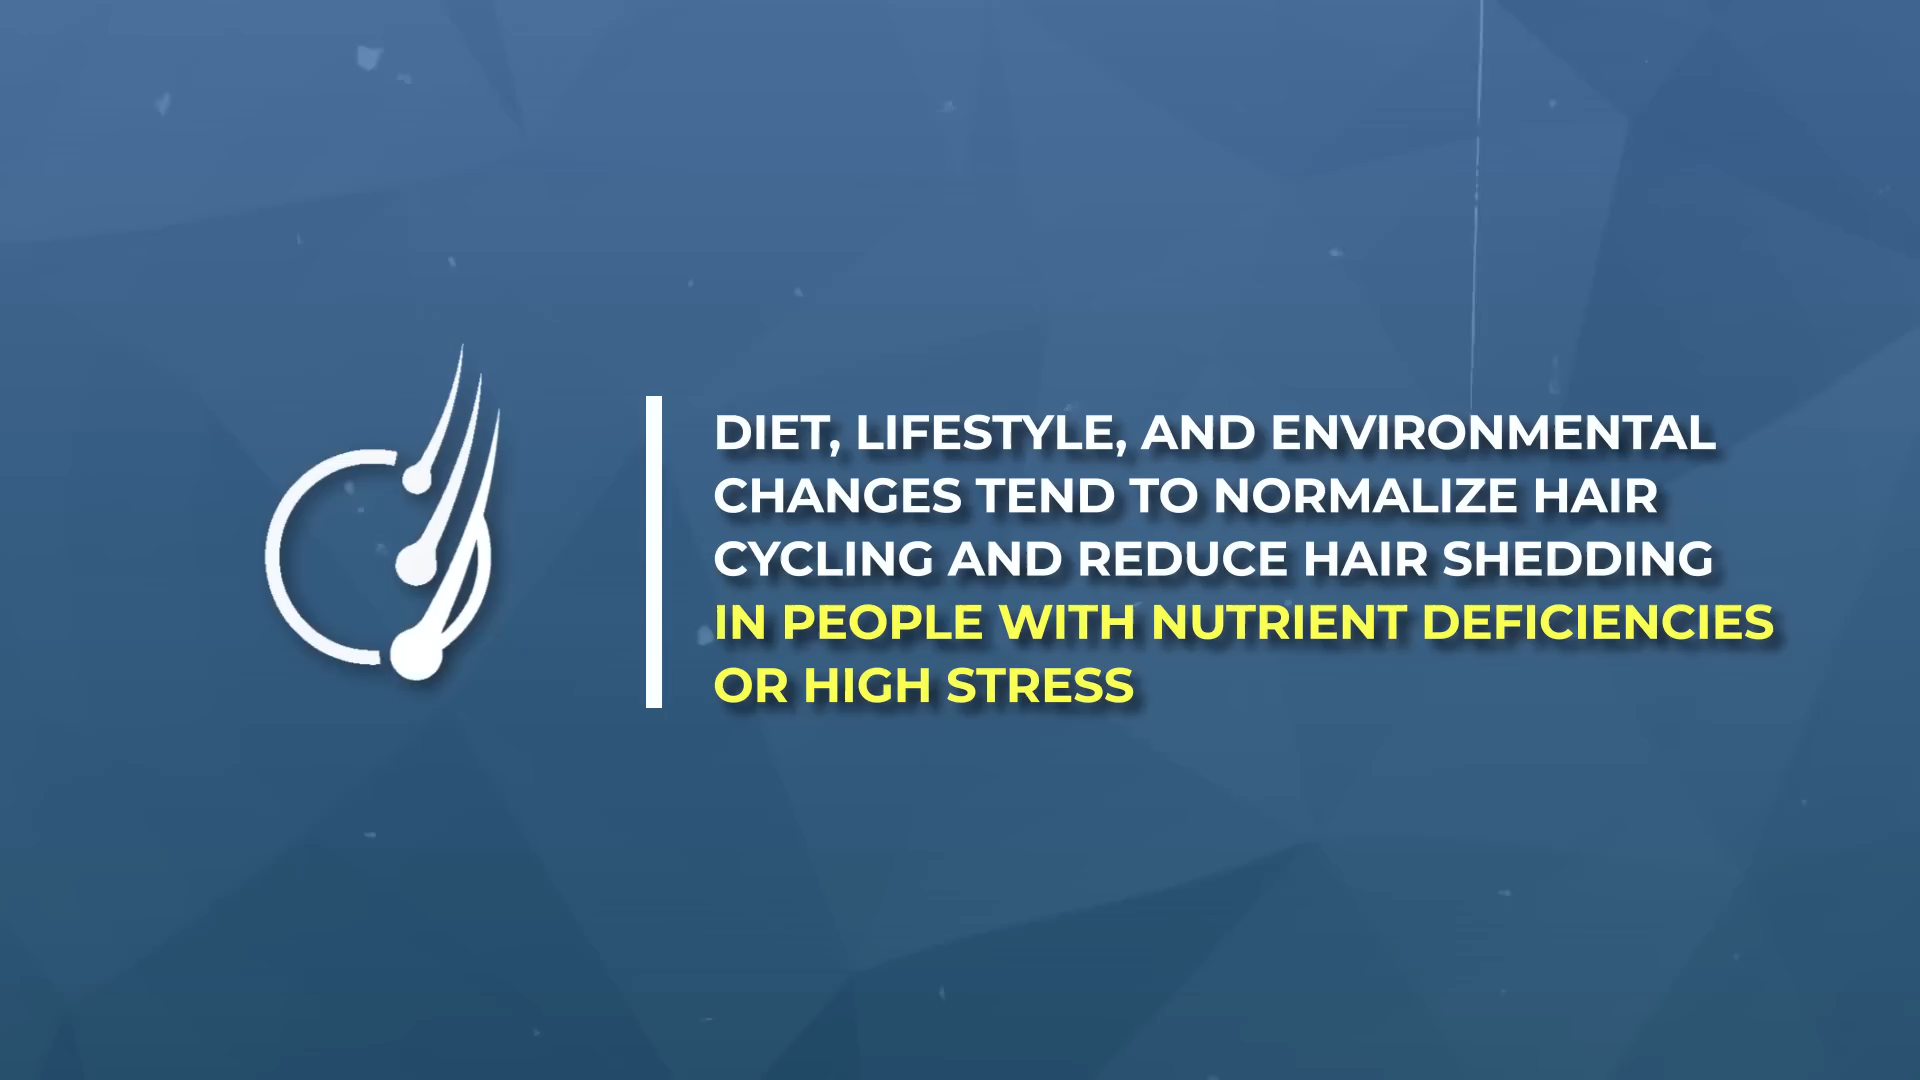 DIET, LIFESTYLE, AND ENVIRONMENTAL
CHANGES TEND TO NORMALIZE HAIR
CYCLING AND REDUCE HAIR SHEDDING
IN PEOPLE WITH NUTRIENT DEFICIENCIES
OR HIGH STRESS